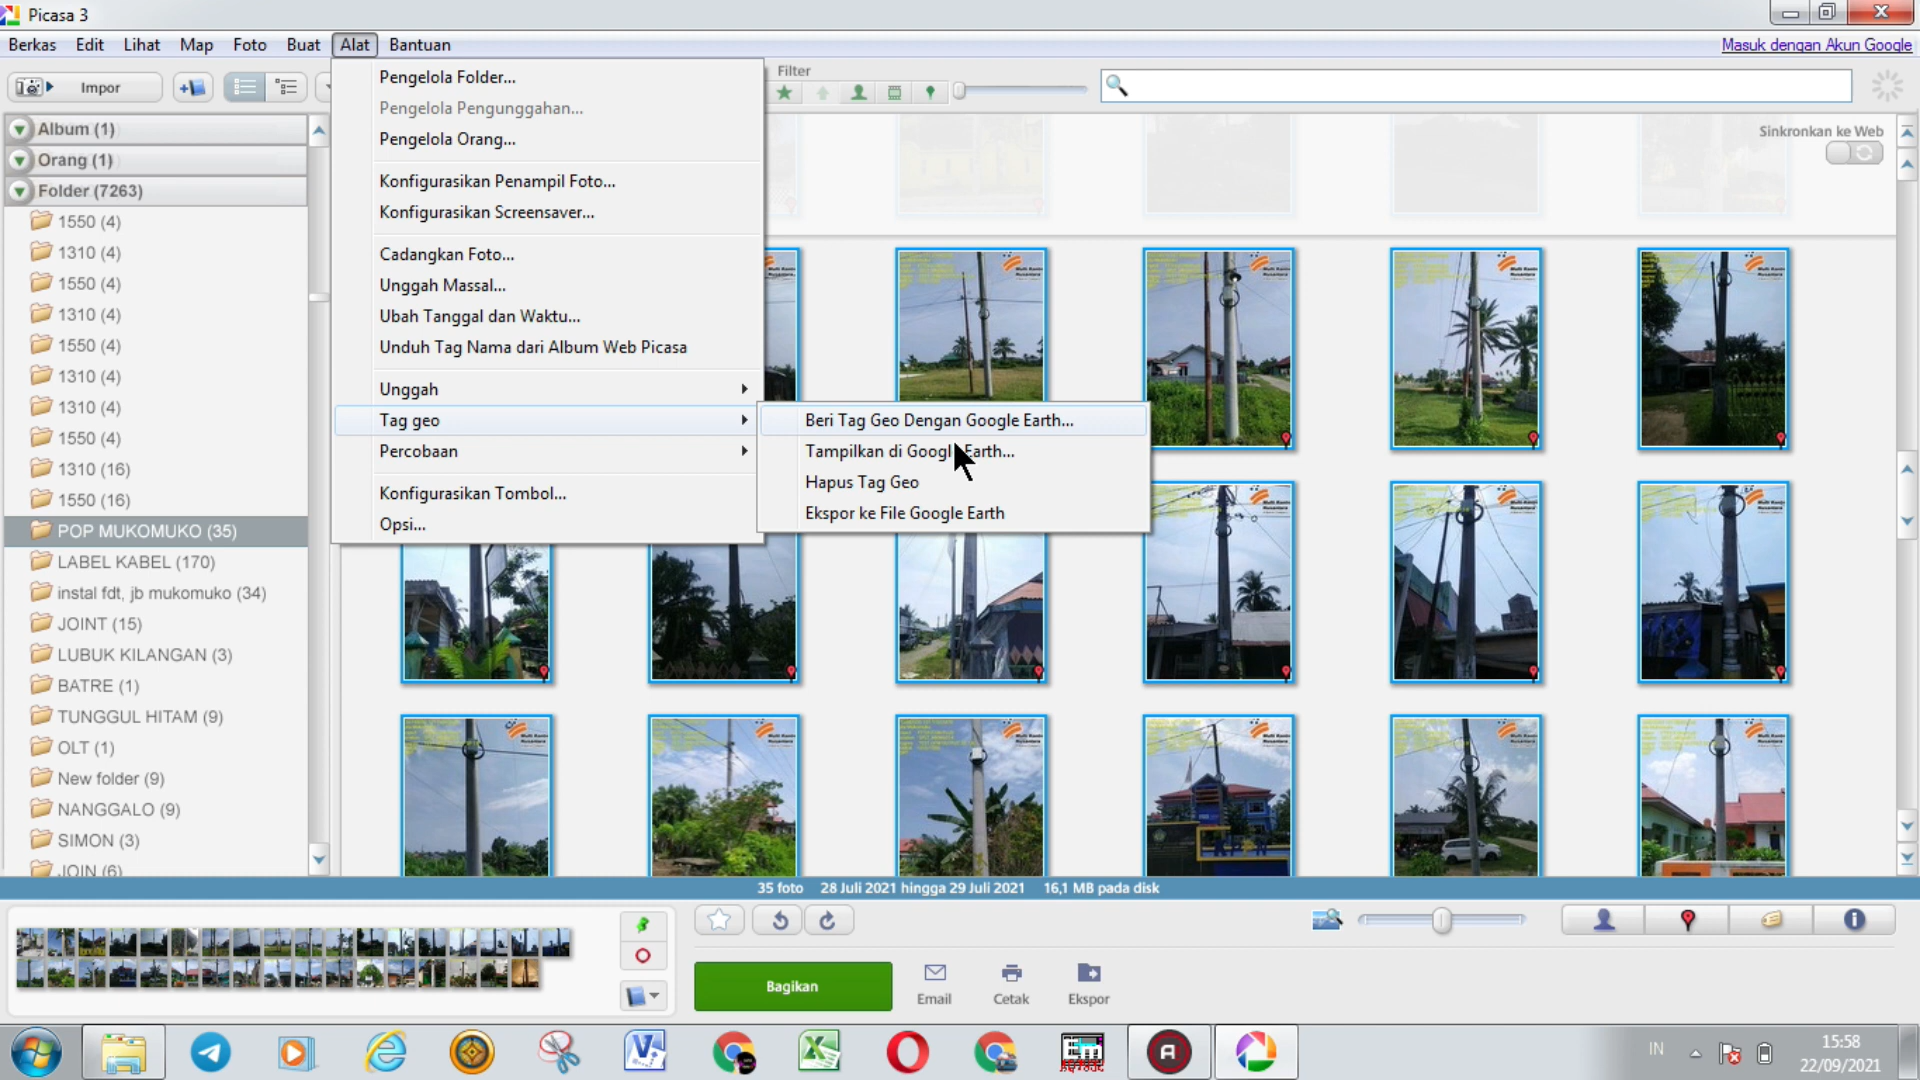 Picasa 3
Berkas Edit Lihat Map Foto Buat Alat Bantuan
Masuk dengan Akun Google
Impor
Filter
Sinkronkan ke Web
Album (1)
Orang (1)
Folder (7263)
1550 (4)
1310 (4)
1550 (4)
1310 (4)
1550 (4)
1310 (4)
1310 (4)
1550 (4)
1310 (16)
1550 (16)
POP MUKOMUKO (35)
LABEL KABEL (170)
instal fdt, jb mukomuko (34)
JOINT (15)
LUBUK KILANGAN (3)
BATRE (1)
TUNGGUL HITAM (9)
OLT (1)
New folder (9)
NANGGALO (9)
SIMON (3)
JOIN (6)
Pengelola Folder...
Pengelola Pengunggahan...
Pengelola Orang...
Konfigurasikan Penampil Foto...
Konfigurasikan Screensaver...
Cadangkan Foto...
Unggah Massal...
Ubah Tanggal dan Waktu...
Unduh Tag Nama dari Album Web Picasa
Unggah
Tag geo
Percobaan
Konfigurasikan Tombol...
Opsi...
Beri Tag Geo Dengan Google Earth...
Tampilkan di Google Earth...
Hapus Tag Geo
Ekspor ke File Google Earth
35 foto 28 Juli 2021 hingga 29 Juli 2021 16,1 MB pada disk
Bagikan
Email
Cetak
Ekspor
IN
15:58
22/09/2021